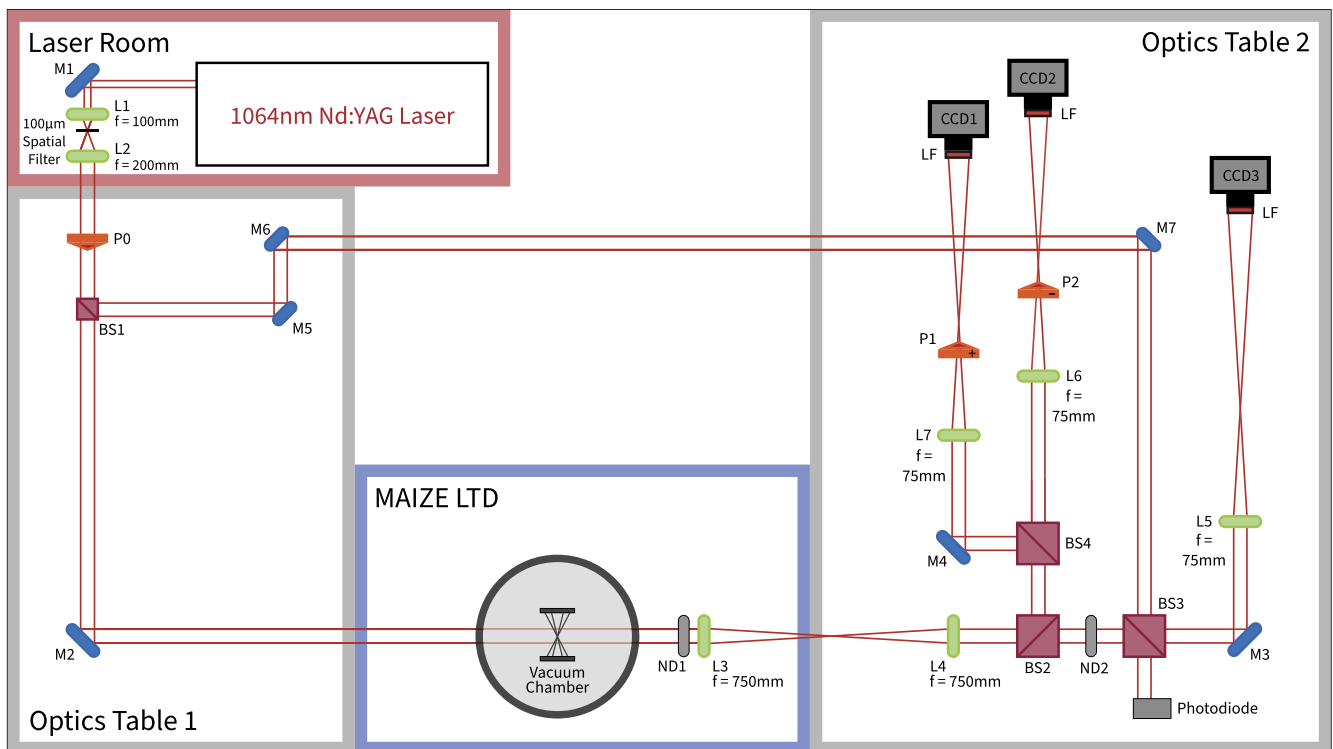 Laser Room
Optics Table 2
M1
L1
f = 100mm
100μm
Spatial
Filter
L2
f = 200mm
1064nm Nd:YAG Laser
CCD2
LF
CCD1
LF
CCD3
LF
P0
M6
M7
BS1
M5
P2
-
P1
+
L6
f =
75mm
L7
f =
75mm
MAIZE LTD
L5
f =
75mm
BS4
M4
BS3
M2
Vacuum
Chamber
ND1
L3
f = 750mm
L4
f = 750mm
BS2
ND2
M3
Photodiode
Optics Table 1